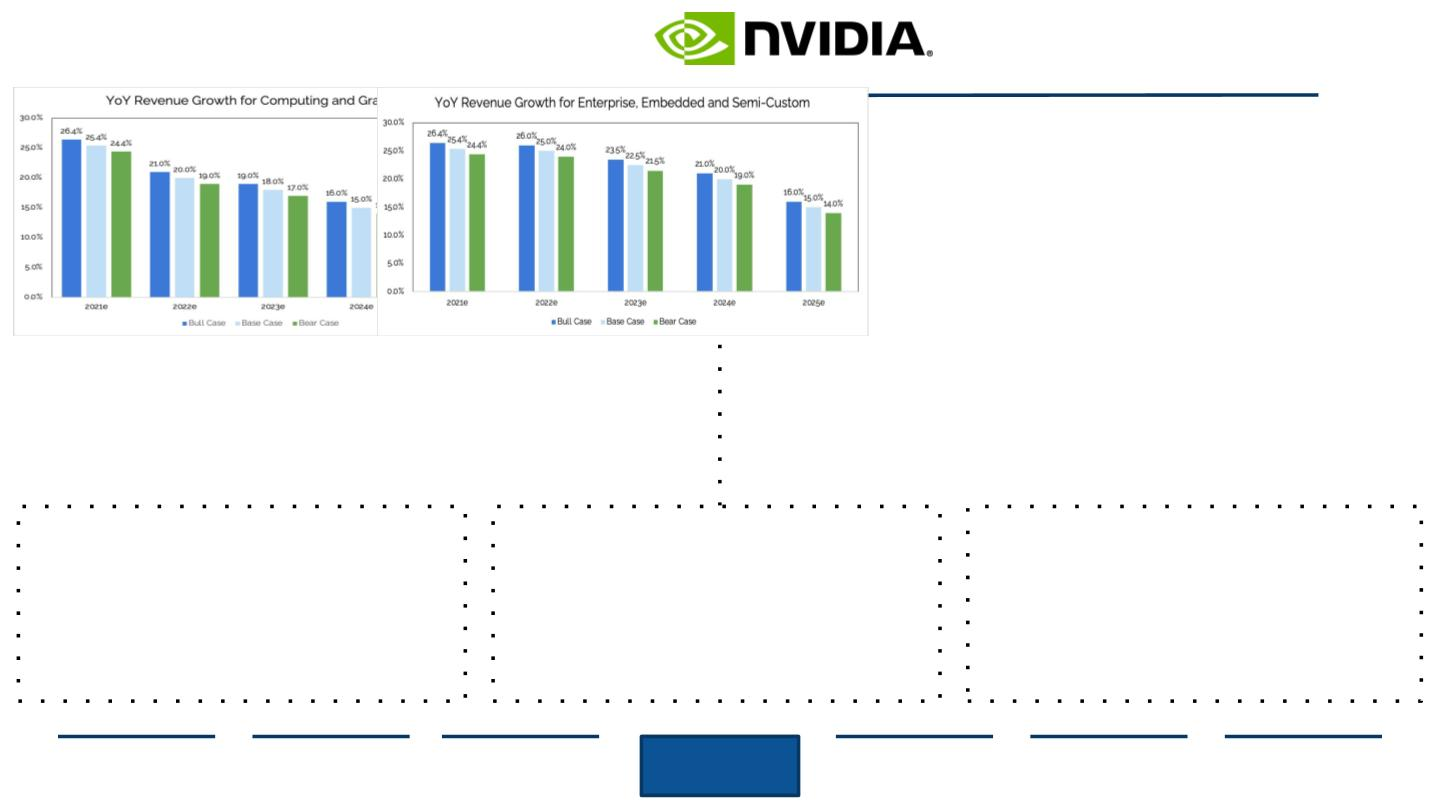 NVIDIA.
YoY Revenue Growth for Computing and Gra
30.0%
25.0%
20.0%
15.0%
10.0%
5.0%
0.0%
26.4% 25.4% 24.4%
21.0% 20.0% 19.0%
19.0% 18.0% 17.0%
16.0% 15.0%
2021e 2022e 2023e 2024e
Bull Case Base Case Bear Case
YoY Revenue Growth for Enterprise, Embedded and Semi-Custom
30.0%
25.0%
20.0%
15.0%
10.0%
5.0%
0.0%
26.4% 25.4% 24.4%
26.0% 25.0% 24.0%
23.5% 22.5% 21.5%
21.0% 20.0% 19.0%
16.0% 15.0% 14.0%
2021e 2022e 2023e 2024e 2025e
Bull Case Base Case Bear Case